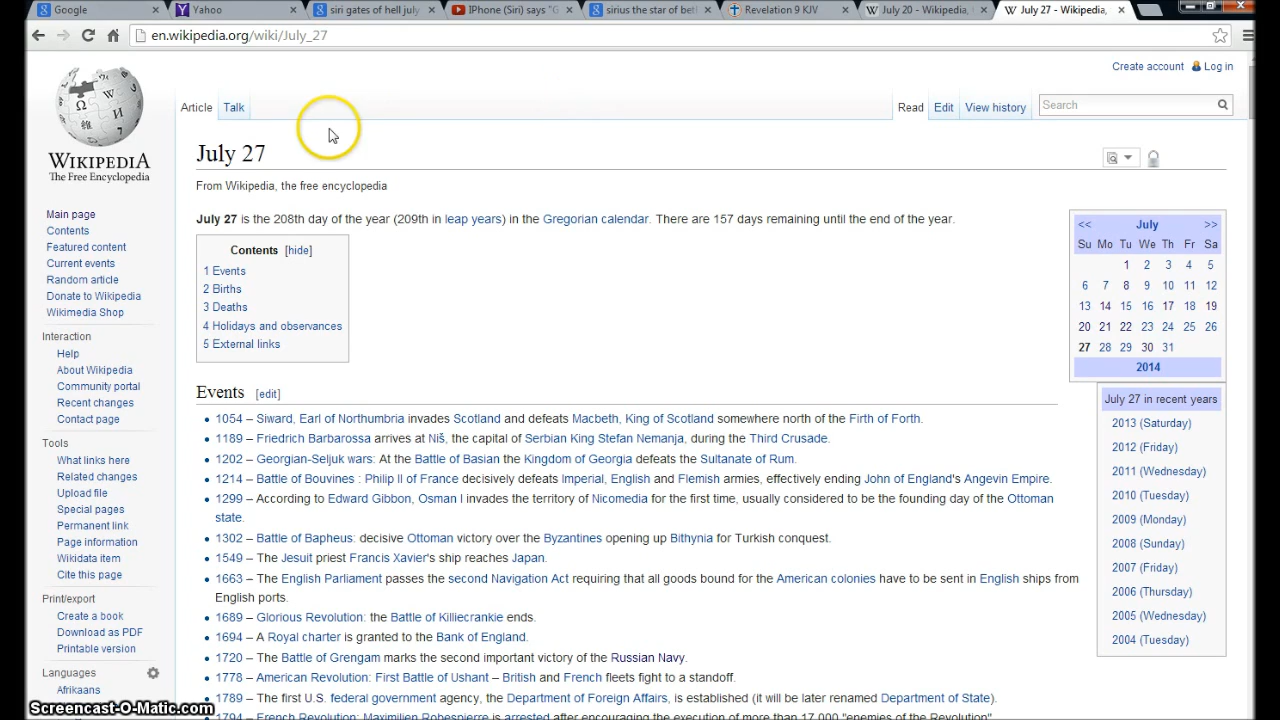 Google
Yahoo
siri gates of hell july
IPhone (Siri) says "G
sirius the star of bet
Revelation 9 KJV
July 20 - Wikipedia,
July 27 - Wikipedia,
en.wikipedia.org/wiki/July_27
Create account Log in
Article Talk Read Edit View history Search
WIKIPEDIA
The Free Encyclopedia
Main page
Contents
Featured content
Current events
Random article
Donate to Wikipedia
Wikimedia Shop
Interaction
Help
About Wikipedia
Community portal
Recent changes
Contact page
Tools
What links here
Related changes
Upload file
Special pages
Permanent link
Page information
Wikidata item
Cite this page
Print/export
Create a book
Download as PDF
Printable version
Languages
Afrikaans
July 27
From Wikipedia, the free encyclopedia
July 27 is the 208th day of the year (209th in leap years) in the Gregorian calendar. There are 157 days remaining until the end of the year.
Contents [hide]
1 Events
2 Births
3 Deaths
4 Holidays and observances
5 External links
Events [edit]
• 1054 – Siward, Earl of Northumbria invades Scotland and defeats Macbeth, King of Scotland somewhere north of the Firth of Forth.
• 1189 – Friedrich Barbarossa arrives at Niš, the capital of Serbian King Stefan Nemanja, during the Third Crusade.
• 1202 – Georgian-Seljuk wars: At the Battle of Basian the Kingdom of Georgia defeats the Sultanate of Rum.
• 1214 – Battle of Bouvines : Philip II of France decisively defeats Imperial, English and Flemish armies, effectively ending John of England's Angevin Empire.
• 1299 – According to Edward Gibbon, Osman I invades the territory of Nicomedia for the first time, usually considered to be the founding day of the Ottoman
state.
• 1302 – Battle of Bapheus: decisive Ottoman victory over the Byzantines opening up Bithynia for Turkish conquest.
• 1549 – The Jesuit priest Francis Xavier's ship reaches Japan.
• 1663 – The English Parliament passes the second Navigation Act requiring that all goods bound for the American colonies have to be sent in English ships from
English ports.
• 1689 – Glorious Revolution: the Battle of Killiecrankie ends.
• 1694 – A Royal charter is granted to the Bank of England.
• 1720 – The Battle of Grengam marks the second important victory of the Russian Navy.
• 1778 – American Revolution: First Battle of Ushant – British and French fleets fight to a standoff.
• 1789 – The first U.S. federal government agency, the Department of Foreign Affairs, is established (it will be later renamed Department of State).
• 1794 – French Revolution: Maximilien Robespierre is arrested after encouraging the execution of more than 17,000 "enemies of the Revolution".
<< July >>
Su Mo Tu We Th Fr Sa
1 2 3 4 5
6 7 8 9 10 11 12
13 14 15 16 17 18 19
20 21 22 23 24 25 26
27 28 29 30 31
2014
July 27 in recent years
2013 (Saturday)
2012 (Friday)
2011 (Wednesday)
2010 (Tuesday)
2009 (Monday)
2008 (Sunday)
2007 (Friday)
2006 (Thursday)
2005 (Wednesday)
2004 (Tuesday)
Screencast-O-Matic.com